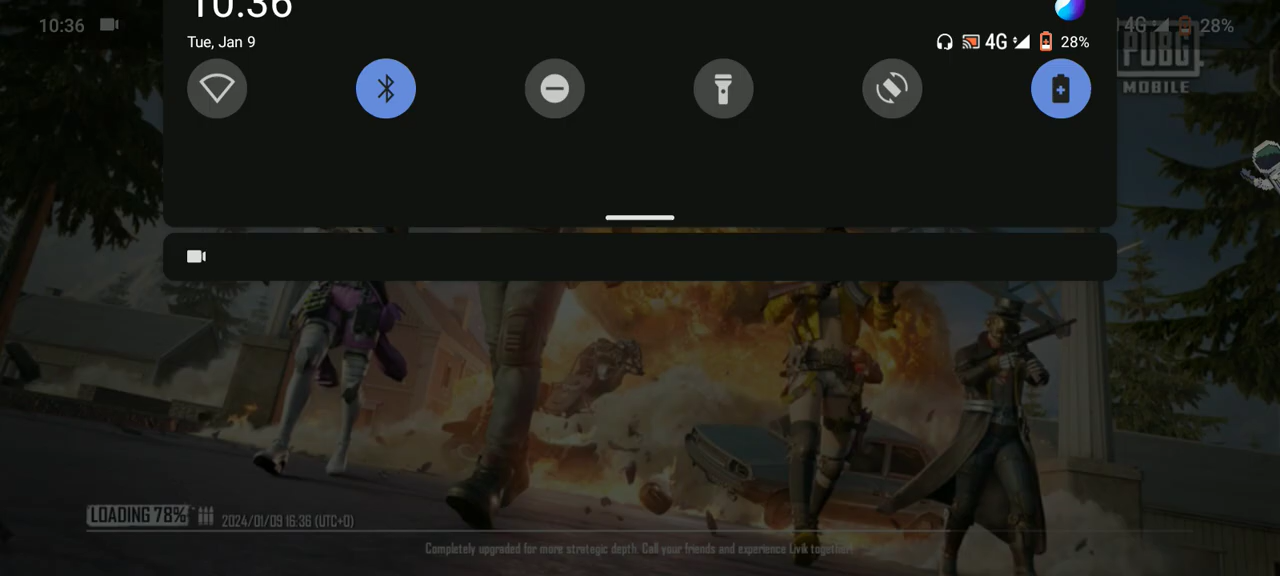 10:36
10:36
4G 28%
Tue, Jan 9
4G 28%
PUBG
MOBILE
LOADING 78%
2024/01/09 16:36 (UTC+0)
Completely upgraded for more strategic depth. Call your friends and experience Livik together!